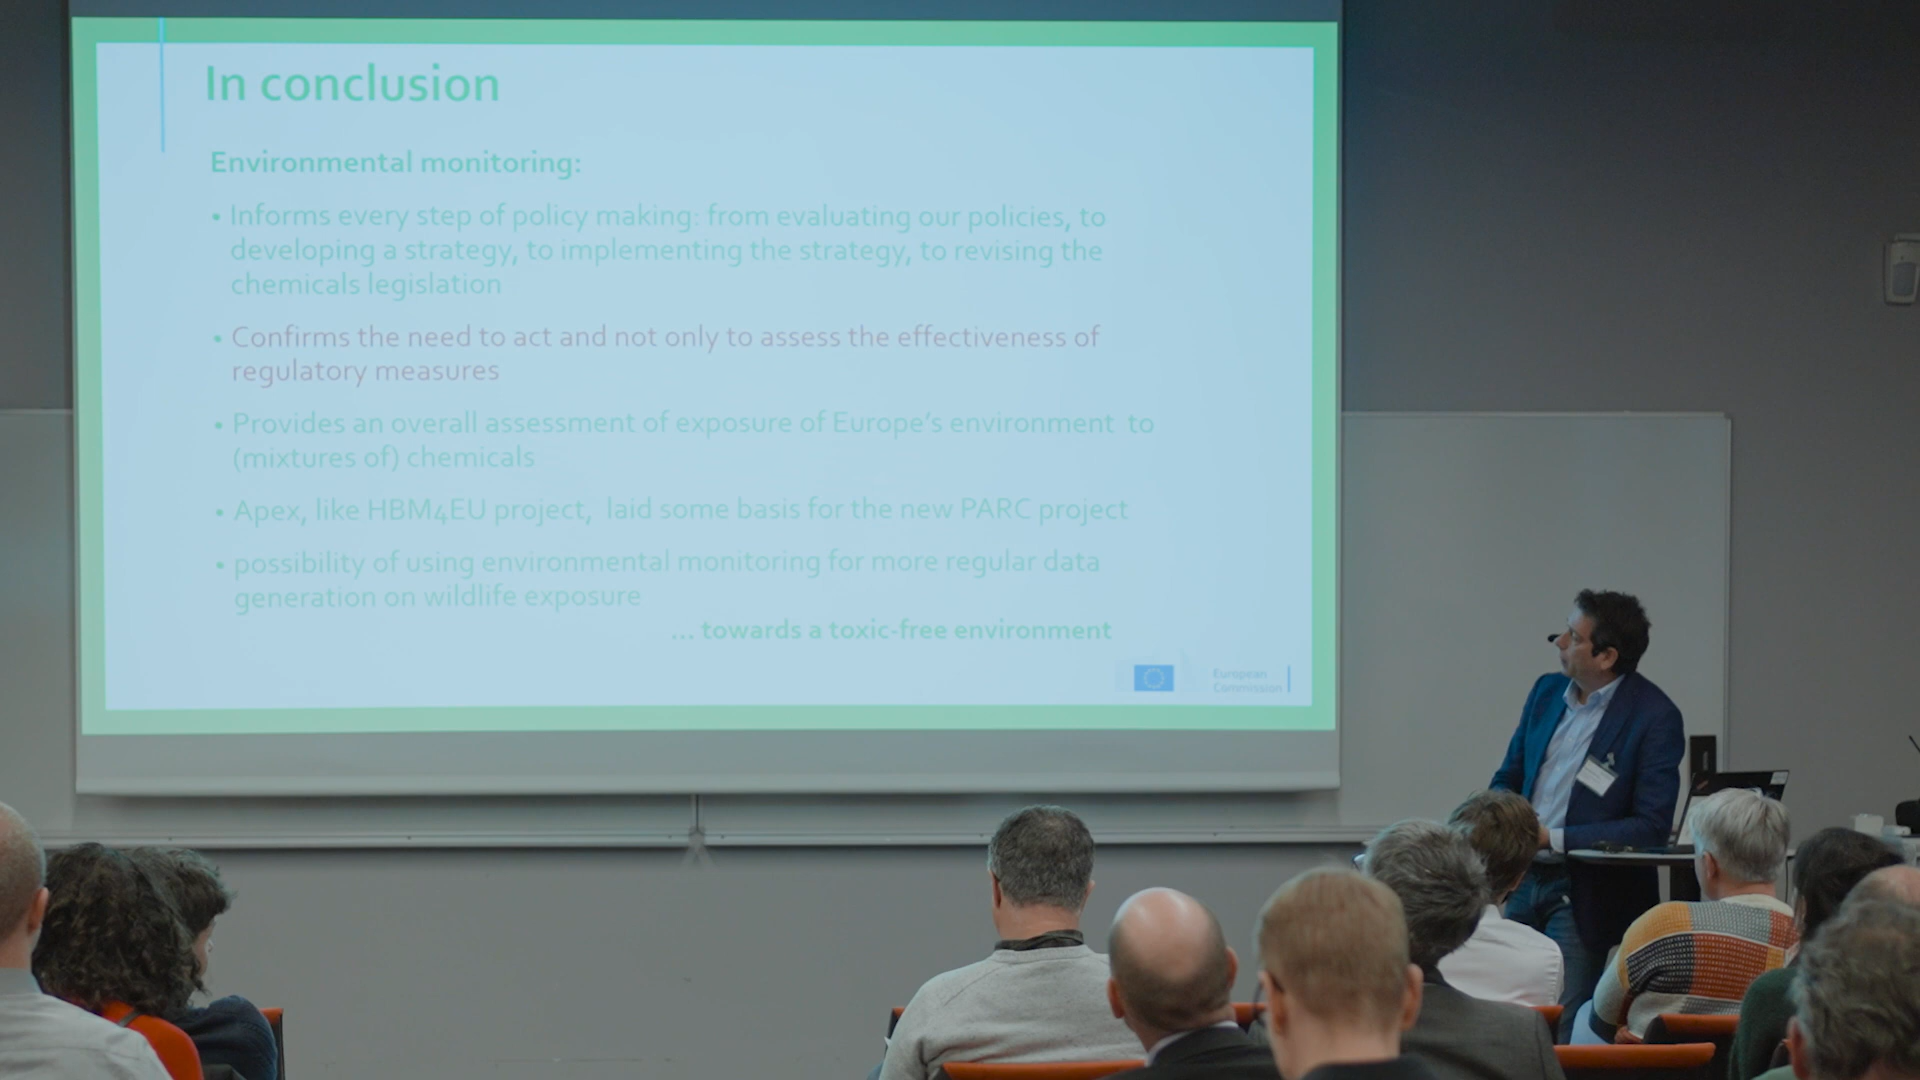 In conclusion
Environmental monitoring:
• Informs every step of policy making: from evaluating our policies, to
developing a strategy, to implementing the strategy, to revising the
chemicals legislation
• Confirms the need to act and not only to assess the effectiveness of
regulatory measures
• Provides an overall assessment of exposure of Europe's environment to
(mixtures of) chemicals
• Apex, like HBM4EU project, laid some basis for the new PARC project
• possibility of using environmental monitoring for more regular data
generation on wildlife exposure
... towards a toxic-free environment
European
Commission